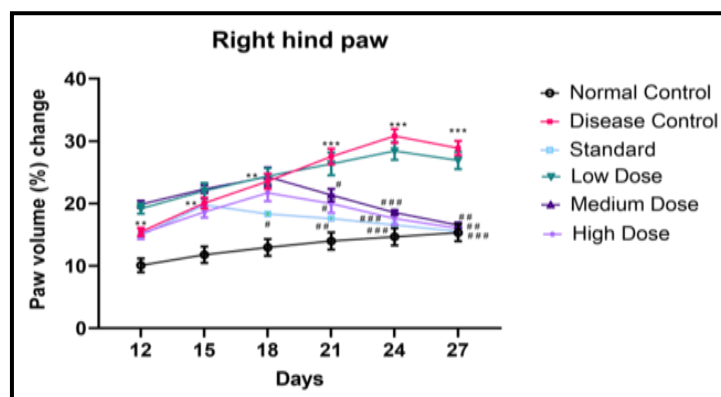 Right hind paw
Paw volume (%) change
40
30
20
10
0
12 15 18 21 24 27
Days
** ** ** *** *** ***
# # #
## ### ### ###
## ## ###
Normal Control
Disease Control
Standard
Low Dose
Medium Dose
High Dose